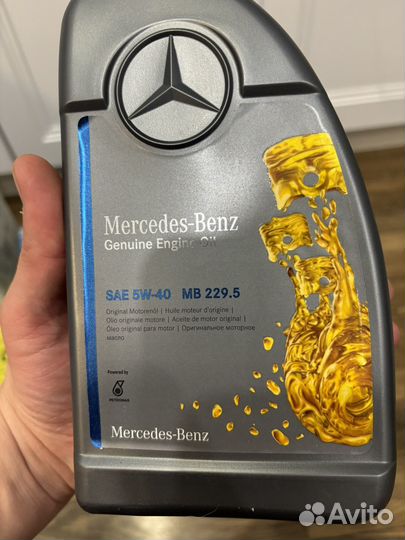 Mercedes-Benz
Genuine Engine Oil
SAE 5W-40 MB 229.5
Original Motorenöl | Huile moteur d'origine |
Olio originale motore | Aceite de motor original |
Óleo original para motor | Оригинальное моторное
масло
Powered by
PETRONAS
Mercedes-Benz
Avito